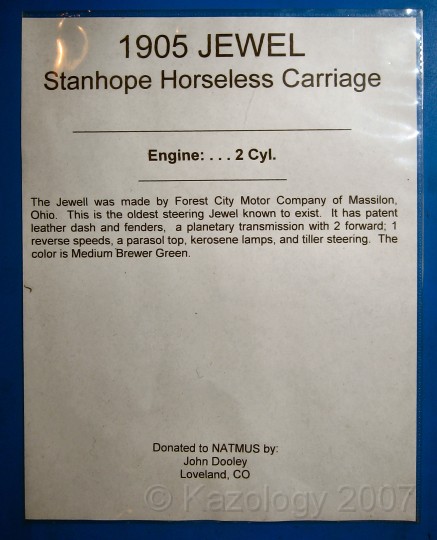 1905 JEWEL
Stanhope Horseless Carriage
Engine: . . . 2 Cyl.
The Jewell was made by Forest City Motor Company of Massilon,
Ohio. This is the oldest steering Jewel known to exist. It has patent
leather dash and fenders, a planetary transmission with 2 forward; 1
reverse speeds, a parasol top, kerosene lamps, and tiller steering. The
color is Medium Brewer Green.
Donated to NATMUS by:
John Dooley
Loveland, CO
© Kazology 2007